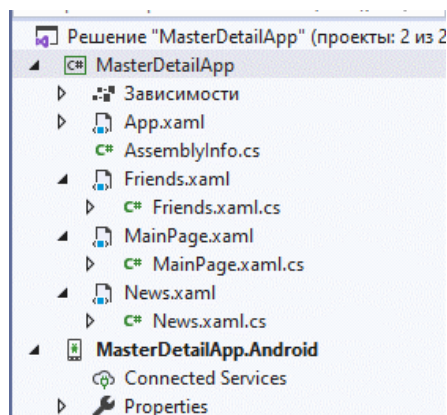 Решение "MasterDetailApp" (проекты: 2 из 2
C# MasterDetailApp
Зависимости
App.xaml
C# AssemblyInfo.cs
Friends.xaml
C# Friends.xaml.cs
MainPage.xaml
C# MainPage.xaml.cs
News.xaml
C# News.xaml.cs
MasterDetailApp.Android
Connected Services
Properties